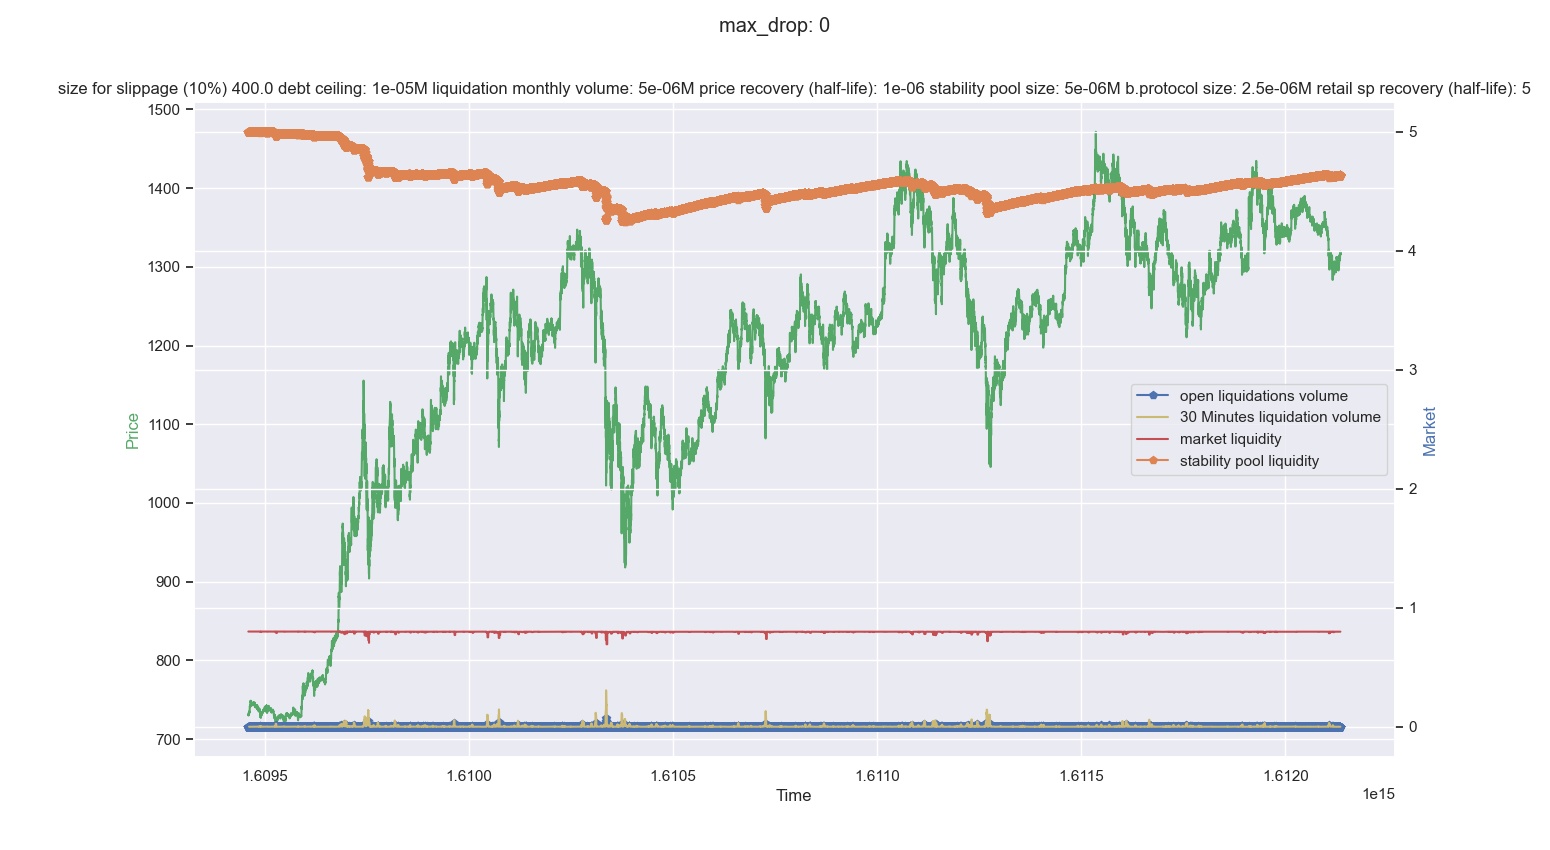 max_drop: 0
size for slippage (10%) 400.0 debt ceiling: 1e-05M liquidation monthly volume: 5e-06M price recovery (half-life): 1e-06 stability pool size: 5e-06M b.protocol size: 2.5e-06M retail sp recovery (half-life): 5
1500
1400
1300
1200
1100
1000
900
800
700
Price
5
4
3
2
1
0
Market
open liquidations volume
30 Minutes liquidation volume
market liquidity
stability pool liquidity
1.6095 1.6100 1.6105 1.6110 1.6115 1.6120
Time
1e15